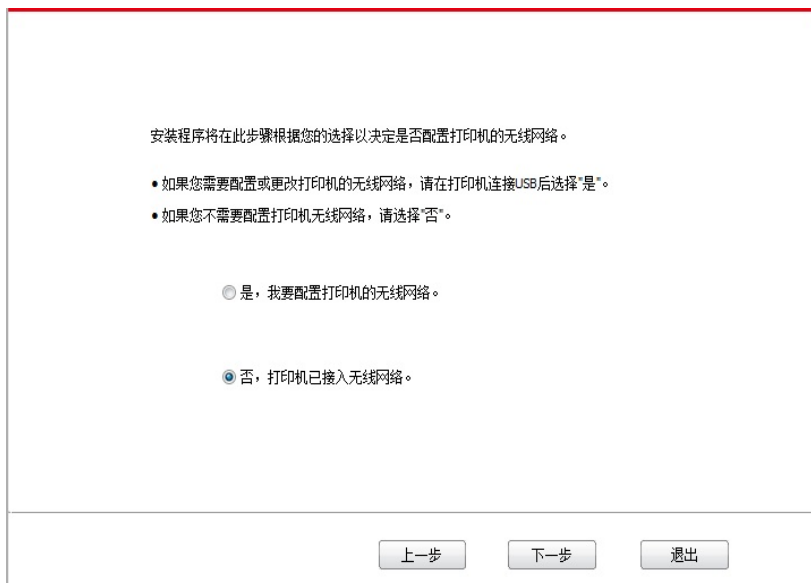 安装程序将在此步骤根据您的选择以决定是否配置打印机的无线网络。
• 如果您需要配置或更改打印机的无线网络，请在打印机连接USB后选择"是"。
• 如果您不需要配置打印机无线网络，请选择"否"。
是，我要配置打印机的无线网络。
否，打印机已接入无线网络。
上一步 下一步 退出